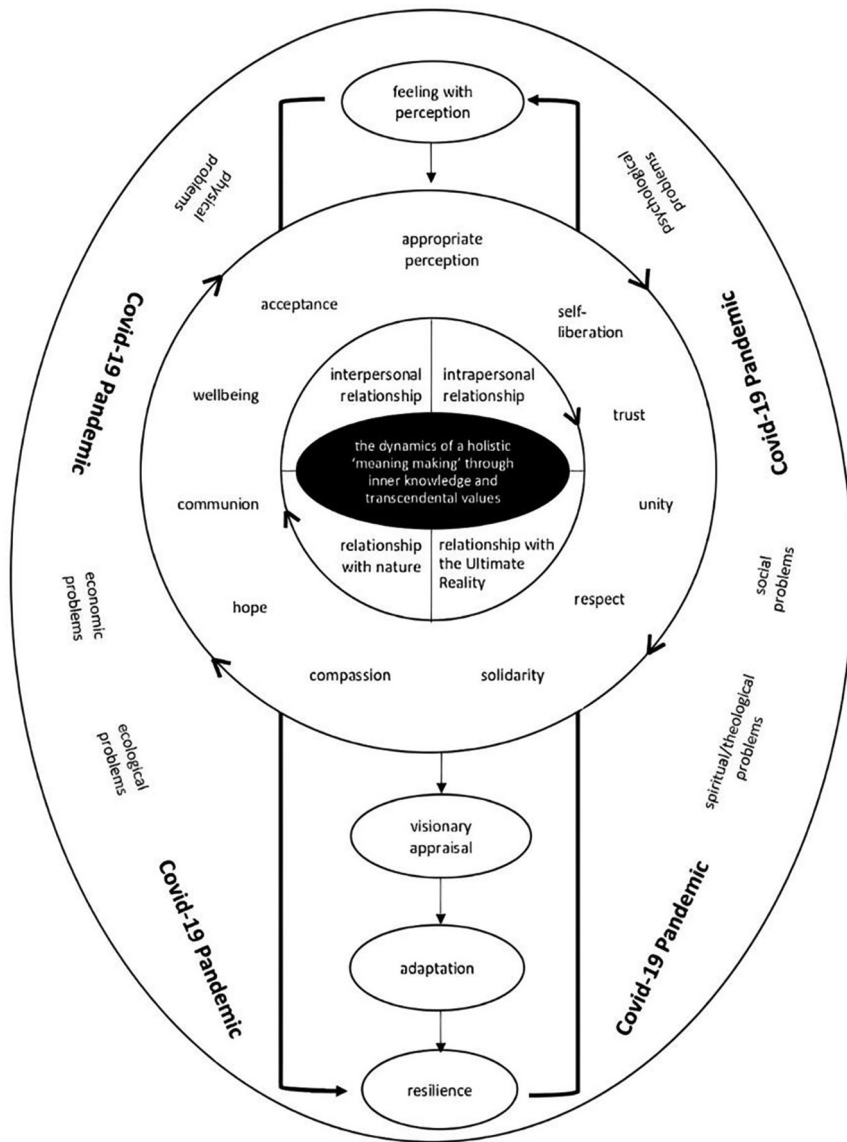 feeling with
perception
physical
problems
psychological
problems
appropriate
perception
acceptance
self-
liberation
Covid-19 Pandemic
Covid-19 Pandemic
interpersonal
relationship
intrapersonal
relationship
wellbeing
trust
the dynamics of a holistic
‘meaning making’ through
inner knowledge and
transcendental values
communion
unity
relationship
with nature
relationship with
the Ultimate
Reality
economic
problems
social
problems
hope
respect
compassion
solidarity
ecological
problems
spiritual/theological
problems
visionary
appraisal
Covid-19 Pandemic
Covid-19 Pandemic
adaptation
resilience